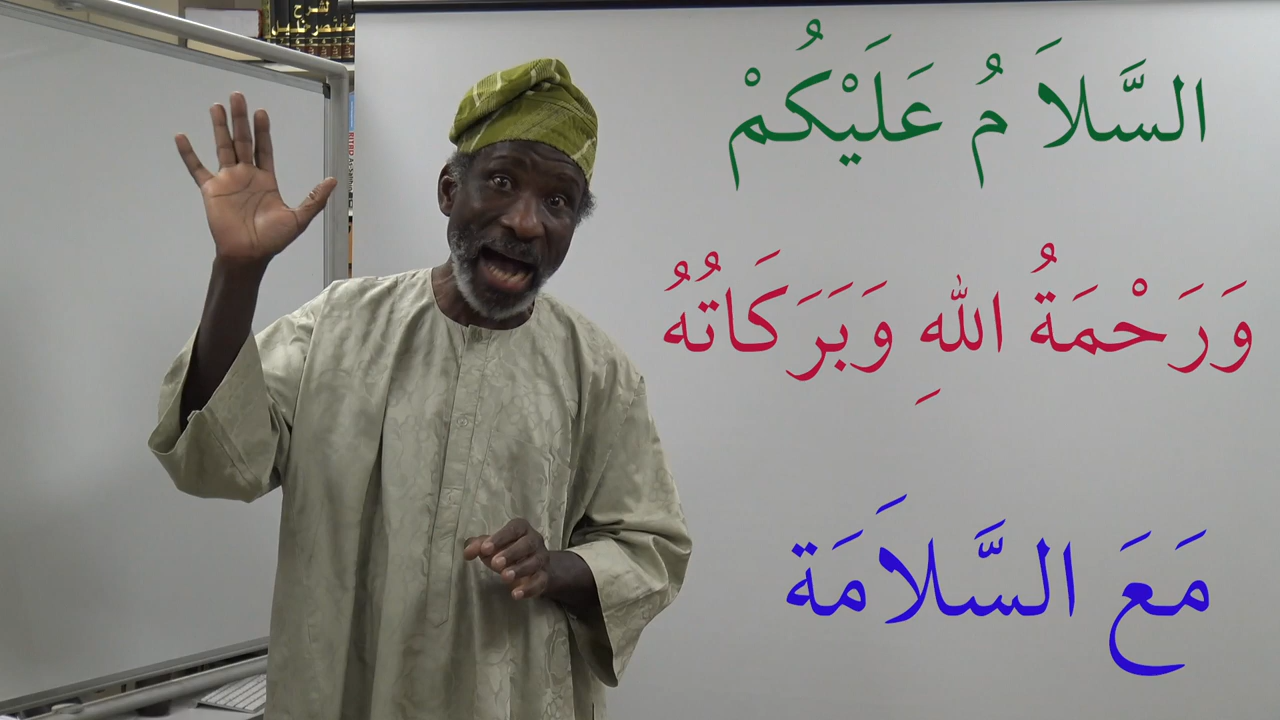 السَّلاَمُ عَلَيْكُمْ
وَرَحْمَةُ اللهِ وَبَرَكَاتُهُ
مَعَ السَّلاَمَة